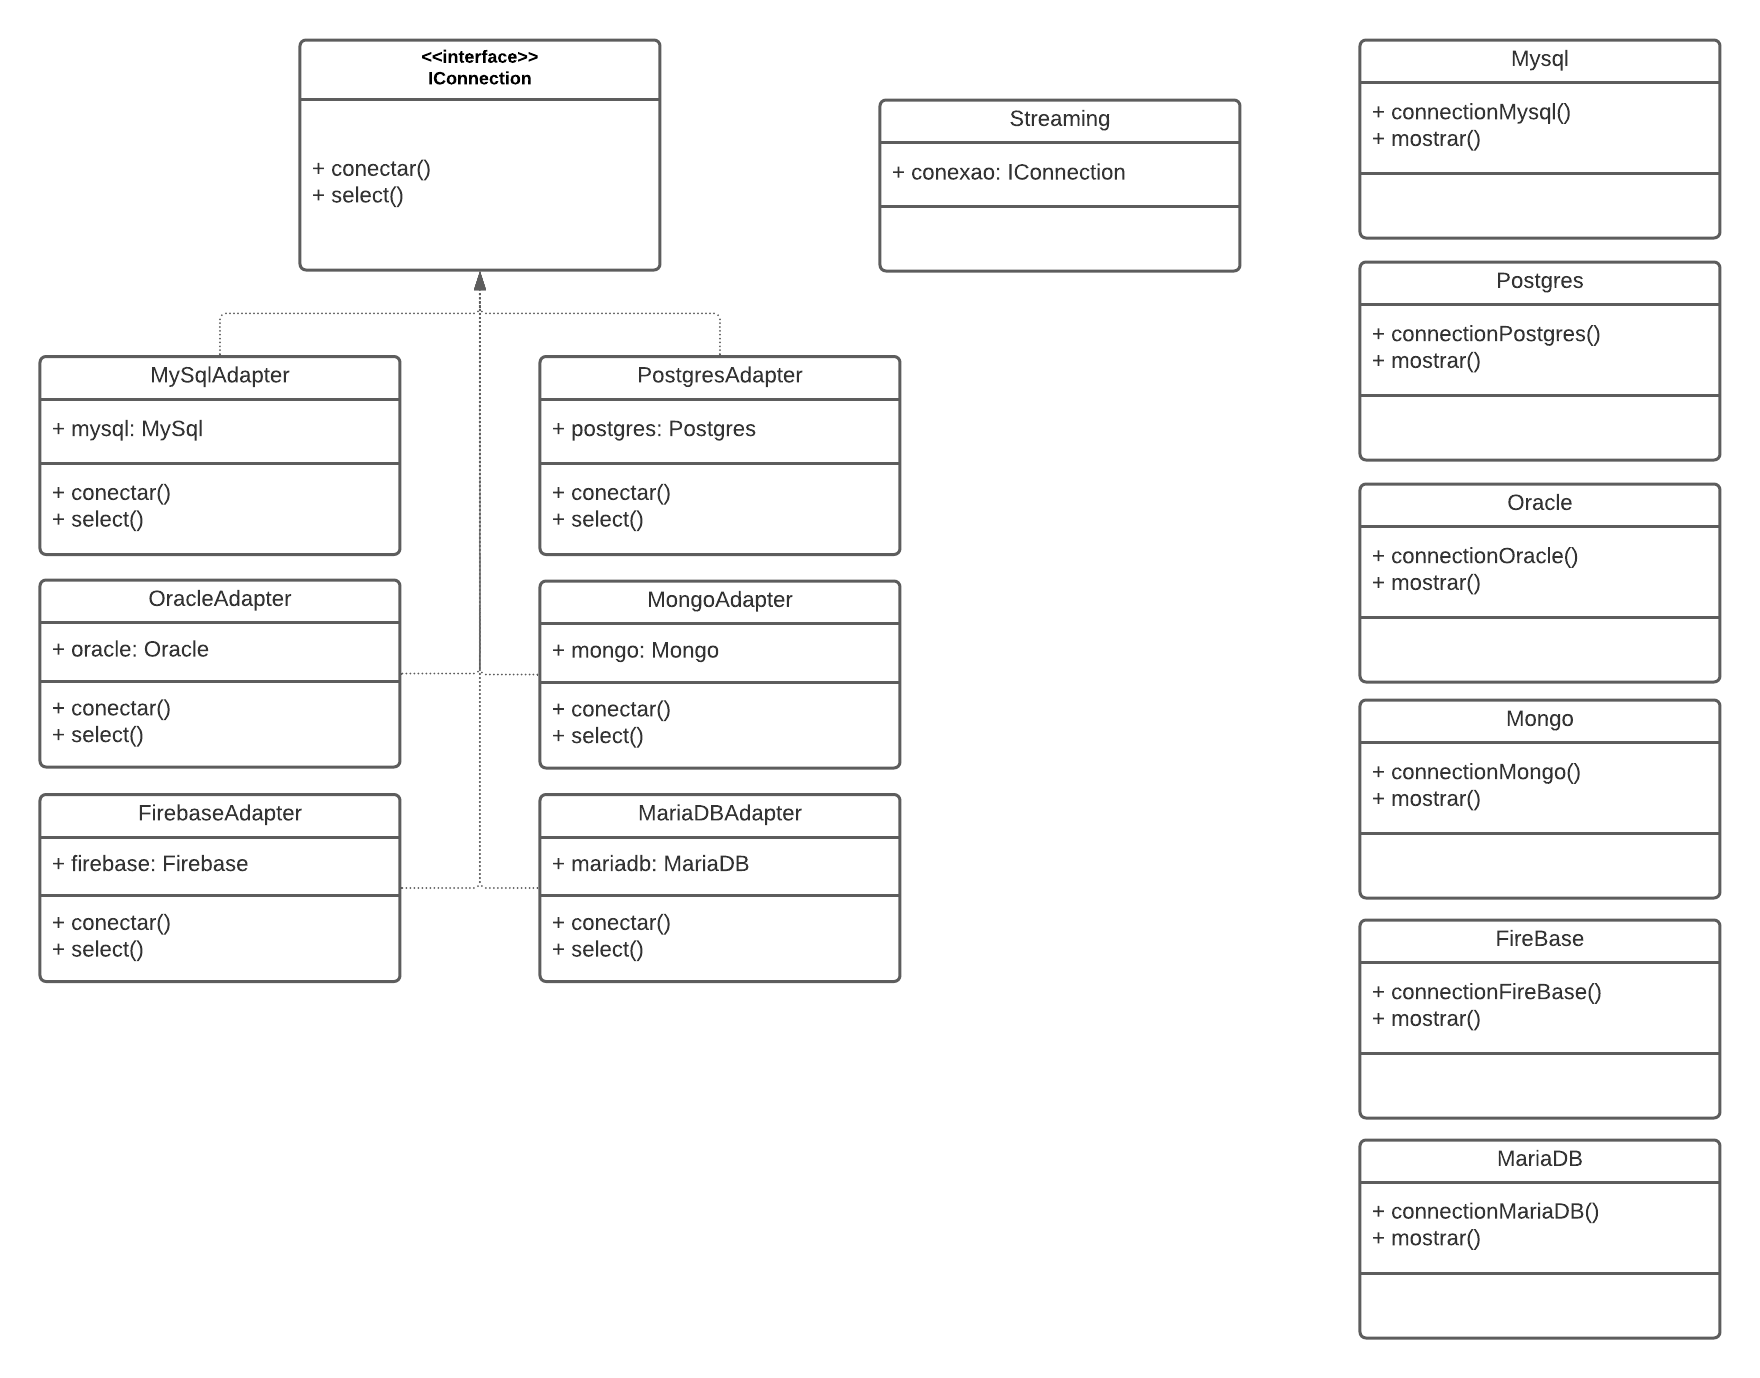 <<interface>>
IConnection
+ conectar()
+ select()
Streaming
+ conexao: IConnection
MySqlAdapter
+ mysql: MySql
+ conectar()
+ select()
PostgresAdapter
+ postgres: Postgres
+ conectar()
+ select()
OracleAdapter
+ oracle: Oracle
+ conectar()
+ select()
MongoAdapter
+ mongo: Mongo
+ conectar()
+ select()
FirebaseAdapter
+ firebase: Firebase
+ conectar()
+ select()
MariaDBAdapter
+ mariadb: MariaDB
+ conectar()
+ select()
Mysql
+ connectionMysql()
+ mostrar()
Postgres
+ connectionPostgres()
+ mostrar()
Oracle
+ connectionOracle()
+ mostrar()
Mongo
+ connectionMongo()
+ mostrar()
FireBase
+ connectionFireBase()
+ mostrar()
MariaDB
+ connectionMariaDB()
+ mostrar()